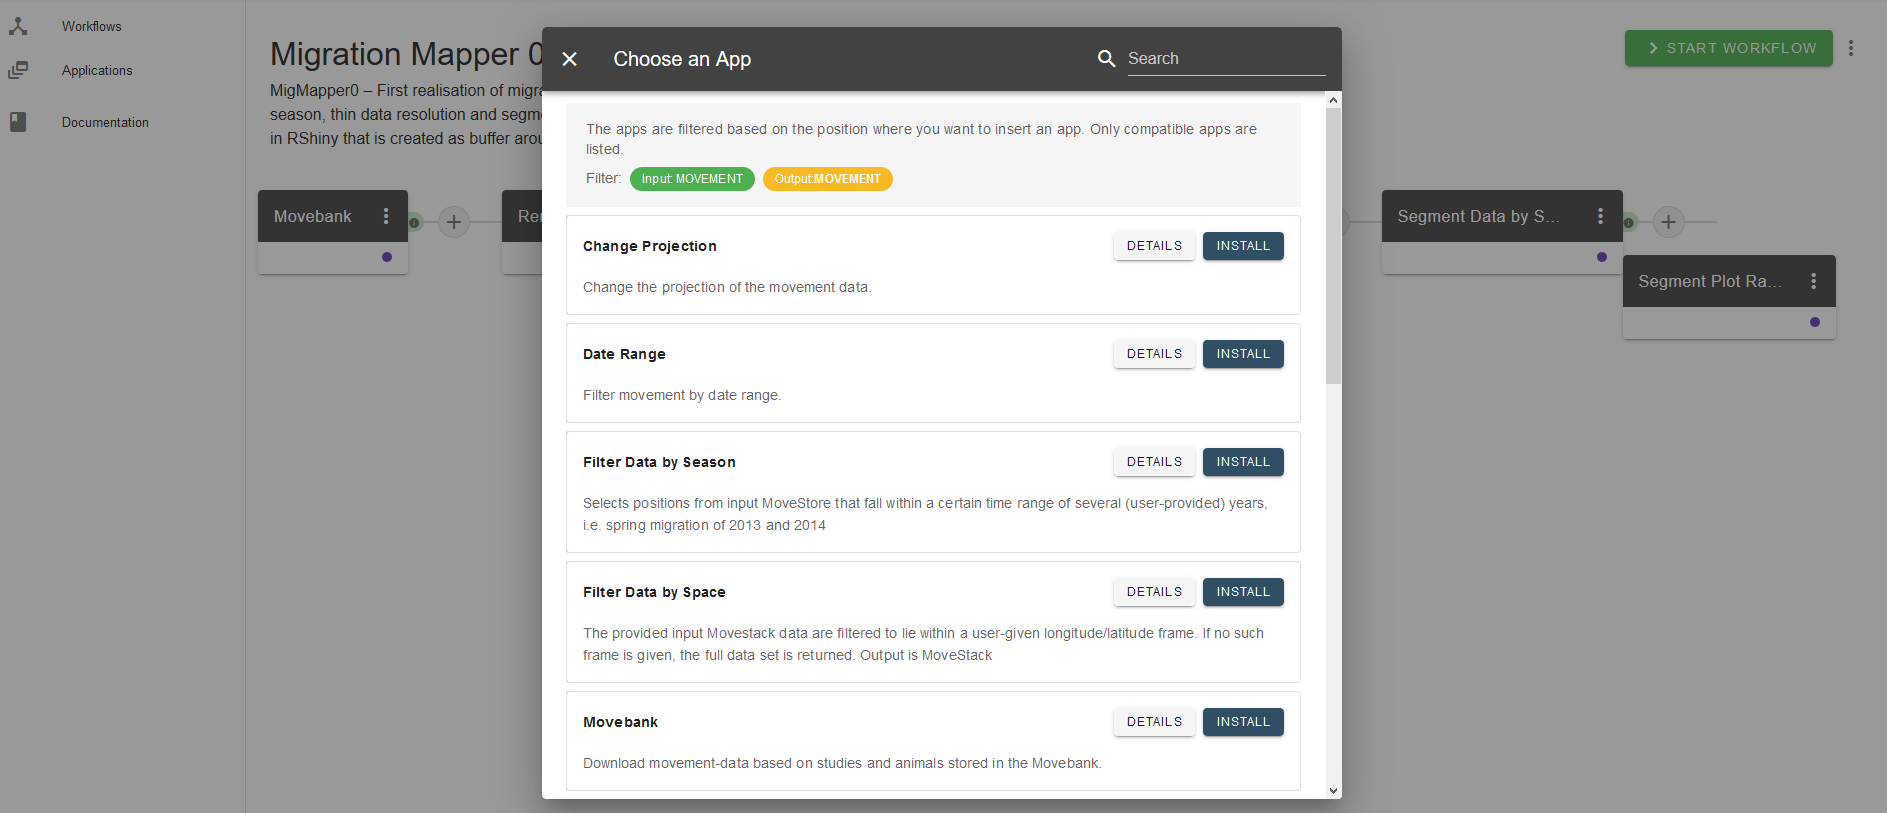 Workflows
Applications
Documentation
Migration Mapper 0
MigMapper0 – First realisation of migra
season, thin data resolution and segm
in RShiny that is created as buffer arou
START WORKFLOW
Movebank
Rer
Segment Data by S...
Segment Plot Ra...
Choose an App
Search
The apps are filtered based on the position where you want to insert an app. Only compatible apps are
listed.
Filter: Input: MOVEMENT Output:MOVEMENT
Change Projection
DETAILS
INSTALL
Change the projection of the movement data.
Date Range
DETAILS
INSTALL
Filter movement by date range.
Filter Data by Season
DETAILS
INSTALL
Selects positions from input MoveStore that fall within a certain time range of several (user-provided) years,
i.e. spring migration of 2013 and 2014
Filter Data by Space
DETAILS
INSTALL
The provided input Movestack data are filtered to lie within a user-given longitude/latitude frame. If no such
frame is given, the full data set is returned. Output is MoveStack
Movebank
DETAILS
INSTALL
Download movement-data based on studies and animals stored in the Movebank.